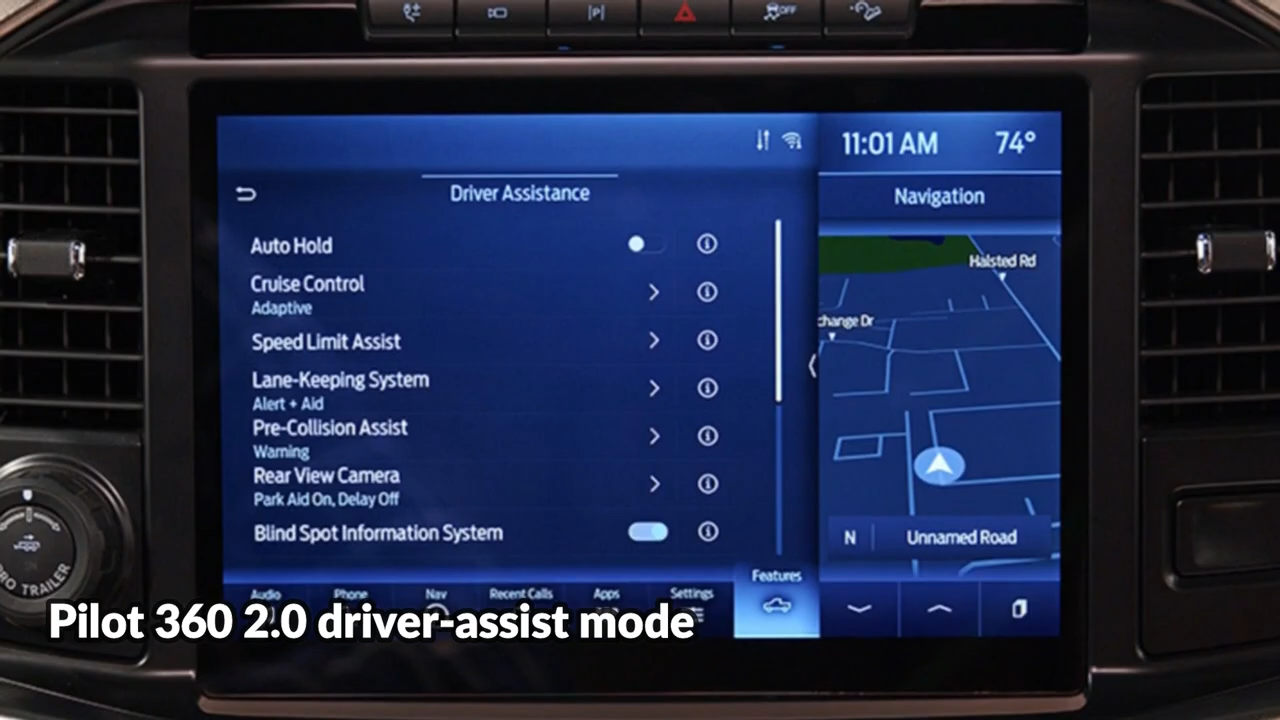 OFF
11:01 AM
74°
Driver Assistance
Navigation
Auto Hold
Cruise Control
Adaptive
Speed Limit Assist
Lane-Keeping System
Alert + Aid
Pre-Collision Assist
Warning
Rear View Camera
Park Aid On, Delay Off
Blind Spot Information System
Halsted Rd
change Dr
N
Unnamed Road
PRO TRAILER
Audio
Phone
Nav
Recent Calls
Apps
Settings
Features
Pilot 360 2.0 driver-assist mode